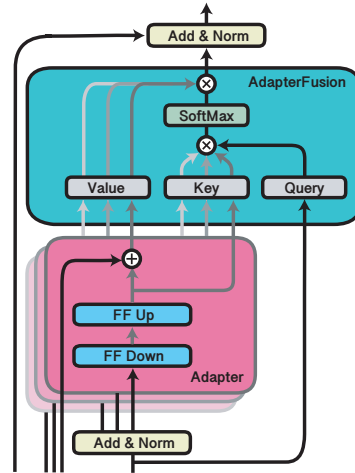 Add & Norm
AdapterFusion
SoftMax
Value
Key
Query
FF Up
FF Down
Adapter
Add & Norm